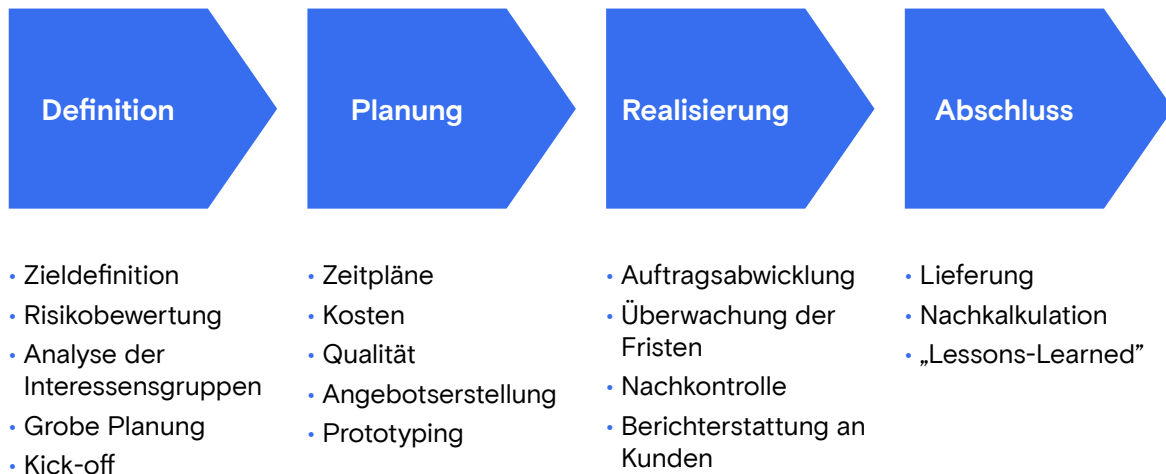 Definition
Planung
Realisierung
Abschluss
• Zieldefinition
• Risikobewertung
• Analyse der
Interessensgruppen
• Grobe Planung
• Kick-off
• Zeitpläne
• Kosten
• Qualität
• Angebotserstellung
• Prototyping
• Auftragsabwicklung
• Überwachung der
Fristen
• Nachkontrolle
• Berichterstattung an
Kunden
• Lieferung
• Nachkalkulation
• „Lessons-Learned”